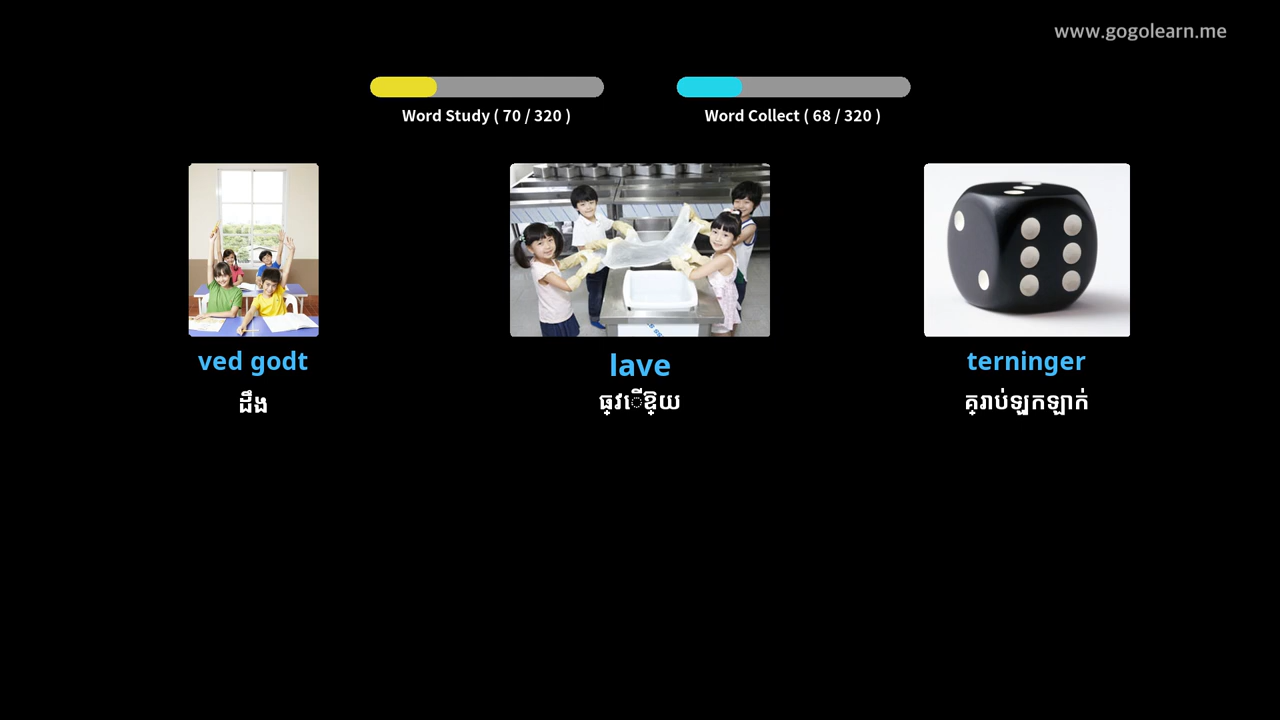 www.gogolearn.me
Word Study ( 70 / 320 )
Word Collect ( 68 / 320 )
ved godt
lave
terninger
ដឹង
ធ្វើឱ្យ
គ្រាប់ឡុកឡាក់